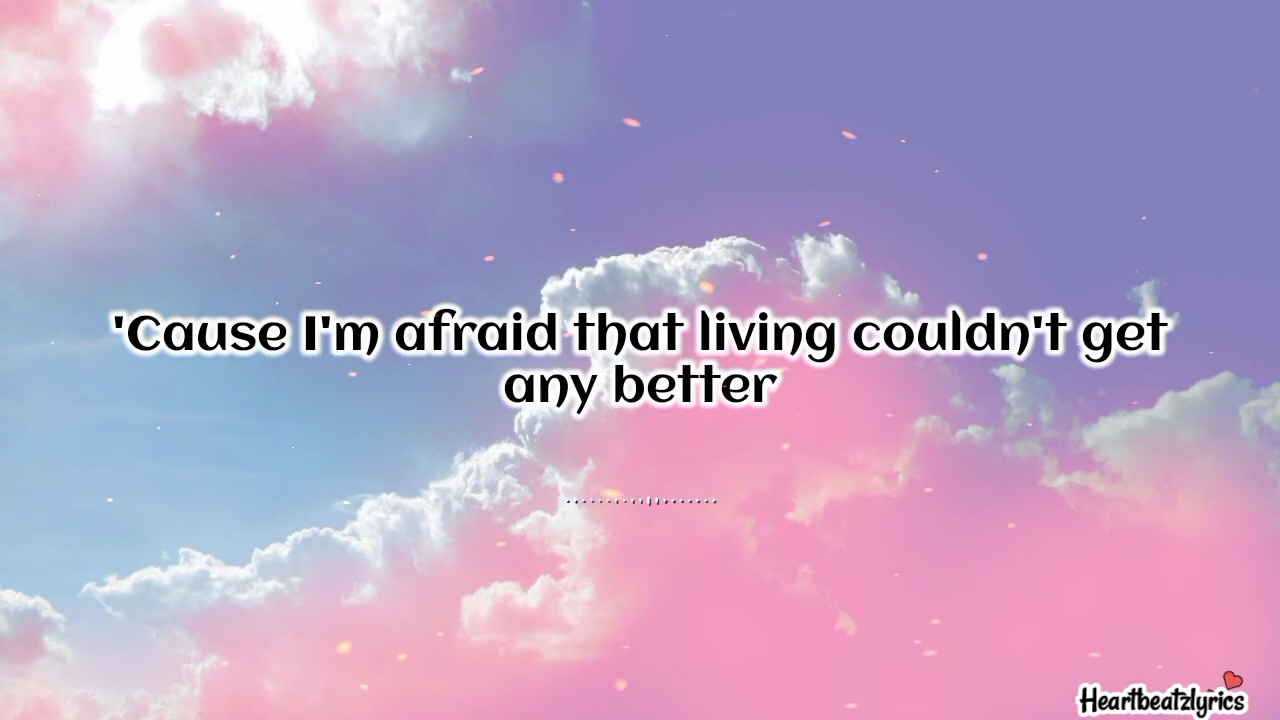 'Cause I'm afraid that living couldn't get
any better
Heartbeatzlyrics